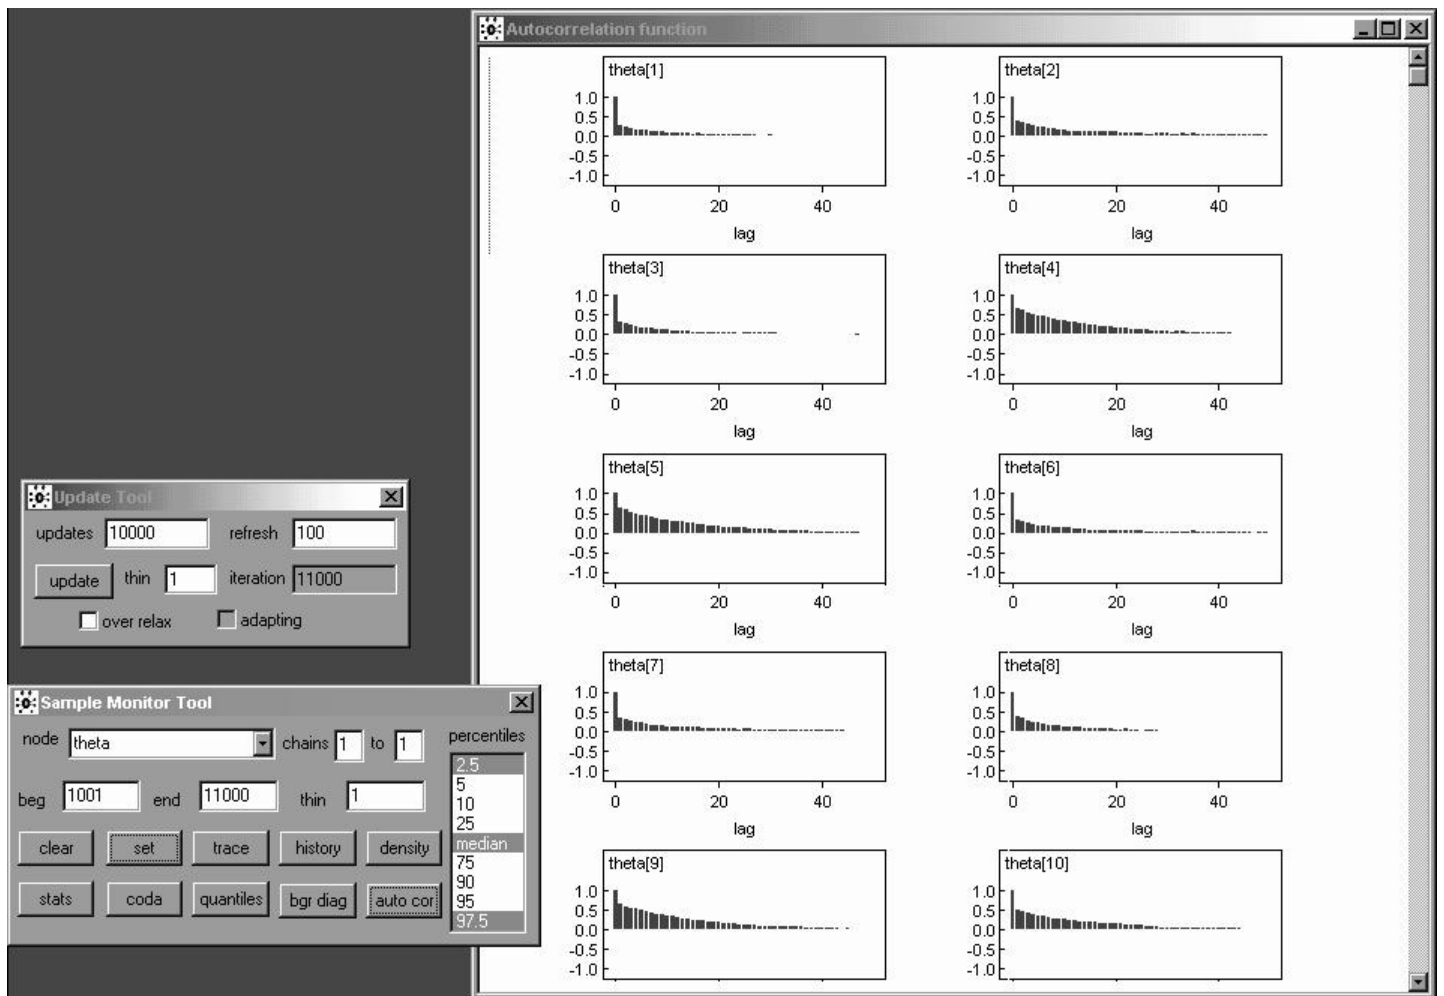 Autocorrelation function
theta[1]
1.0
0.5
0.0
-0.5
-1.0
0 20 40
lag
theta[2]
1.0
0.5
0.0
-0.5
-1.0
0 20 40
lag
theta[3]
1.0
0.5
0.0
-0.5
-1.0
0 20 40
lag
theta[4]
1.0
0.5
0.0
-0.5
-1.0
0 20 40
lag
theta[5]
1.0
0.5
0.0
-0.5
-1.0
0 20 40
lag
theta[6]
1.0
0.5
0.0
-0.5
-1.0
0 20 40
lag
theta[7]
1.0
0.5
0.0
-0.5
-1.0
0 20 40
lag
theta[8]
1.0
0.5
0.0
-0.5
-1.0
0 20 40
lag
theta[9]
1.0
0.5
0.0
-0.5
-1.0
theta[10]
1.0
0.5
0.0
-0.5
-1.0
Update Tool
updates 10000 refresh 100
update thin 1 iteration 11000
over relax adapting
Sample Monitor Tool
node theta chains 1 to 1 percentiles
beg 1001 end 11000 thin 1
clear set trace history density
stats coda quantiles bgr diag auto cor
2.5
5
10
25
median
75
90
95
97.5